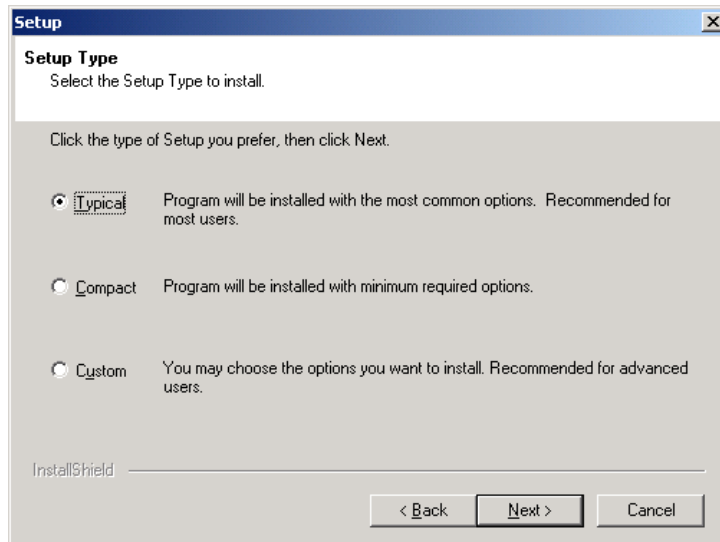 Setup
Setup Type
Select the Setup Type to install.
Click the type of Setup you prefer, then click Next.
Typical Program will be installed with the most common options. Recommended for
most users.
Compact Program will be installed with minimum required options.
Custom You may choose the options you want to install. Recommended for advanced
users.
InstallShield
< Back Next > Cancel